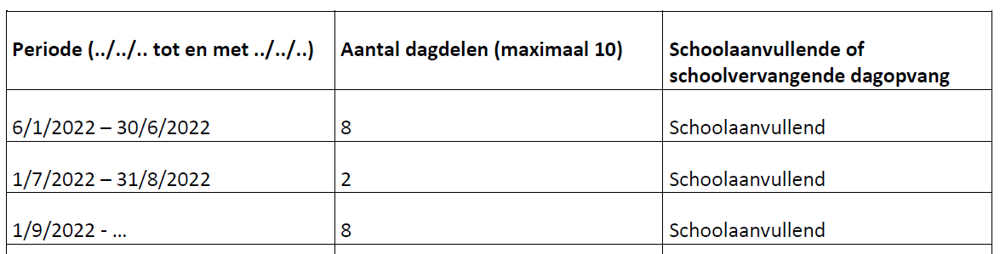 Periode (../../.. tot en met ../../..) Aantal dagdelen (maximaal 10) Schoolaanvullende of
schoolvervangende dagopvang
6/1/2022 – 30/6/2022 8 Schoolaanvullend
1/7/2022 – 31/8/2022 2 Schoolaanvullend
1/9/2022 - … 8 Schoolaanvullend